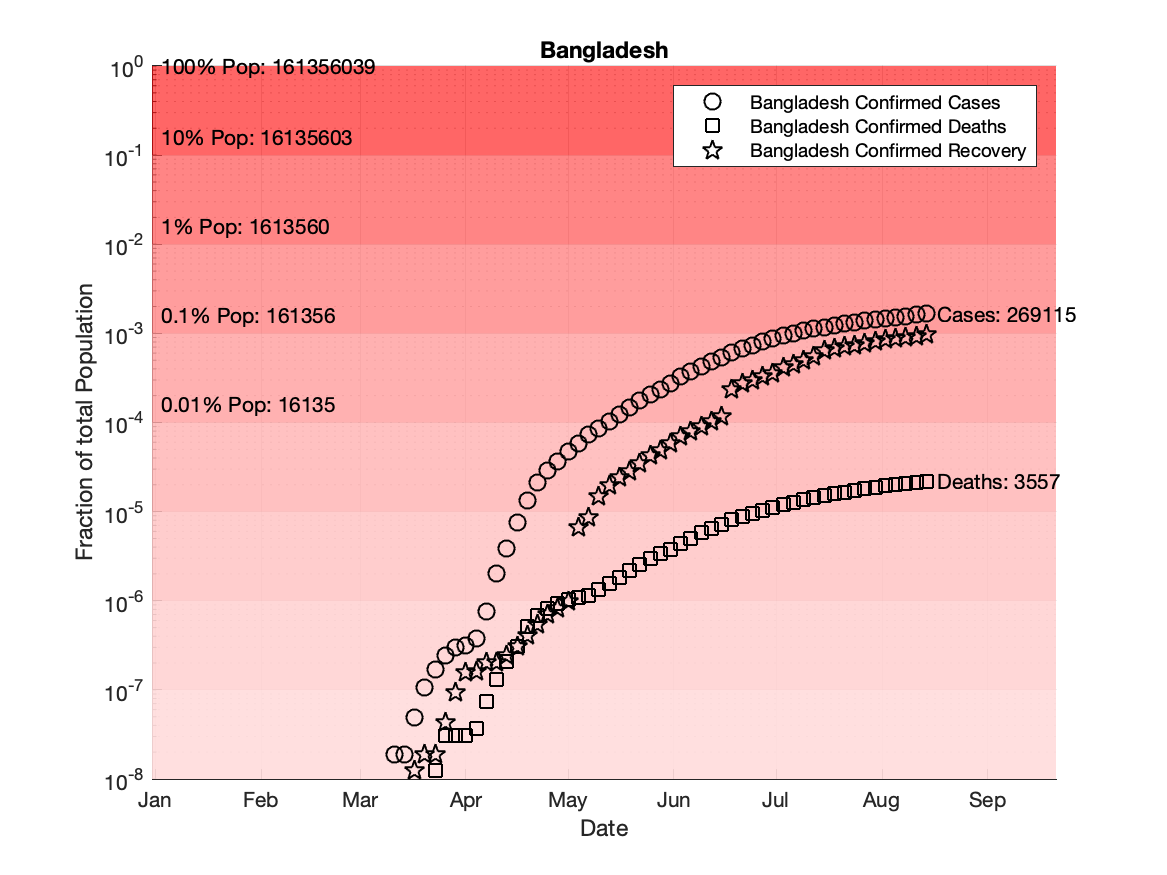 Bangladesh
10^0
100% Pop: 161356039
Bangladesh Confirmed Cases
Bangladesh Confirmed Deaths
Bangladesh Confirmed Recovery
10% Pop: 16135603
10^-1
1% Pop: 1613560
10^-2
0.1% Pop: 161356
Cases: 269115
10^-3
0.01% Pop: 16135
10^-4
Deaths: 3557
10^-5
10^-6
10^-7
10^-8
Fraction of total Population
Jan Feb Mar Apr May Jun Jul Aug Sep
Date